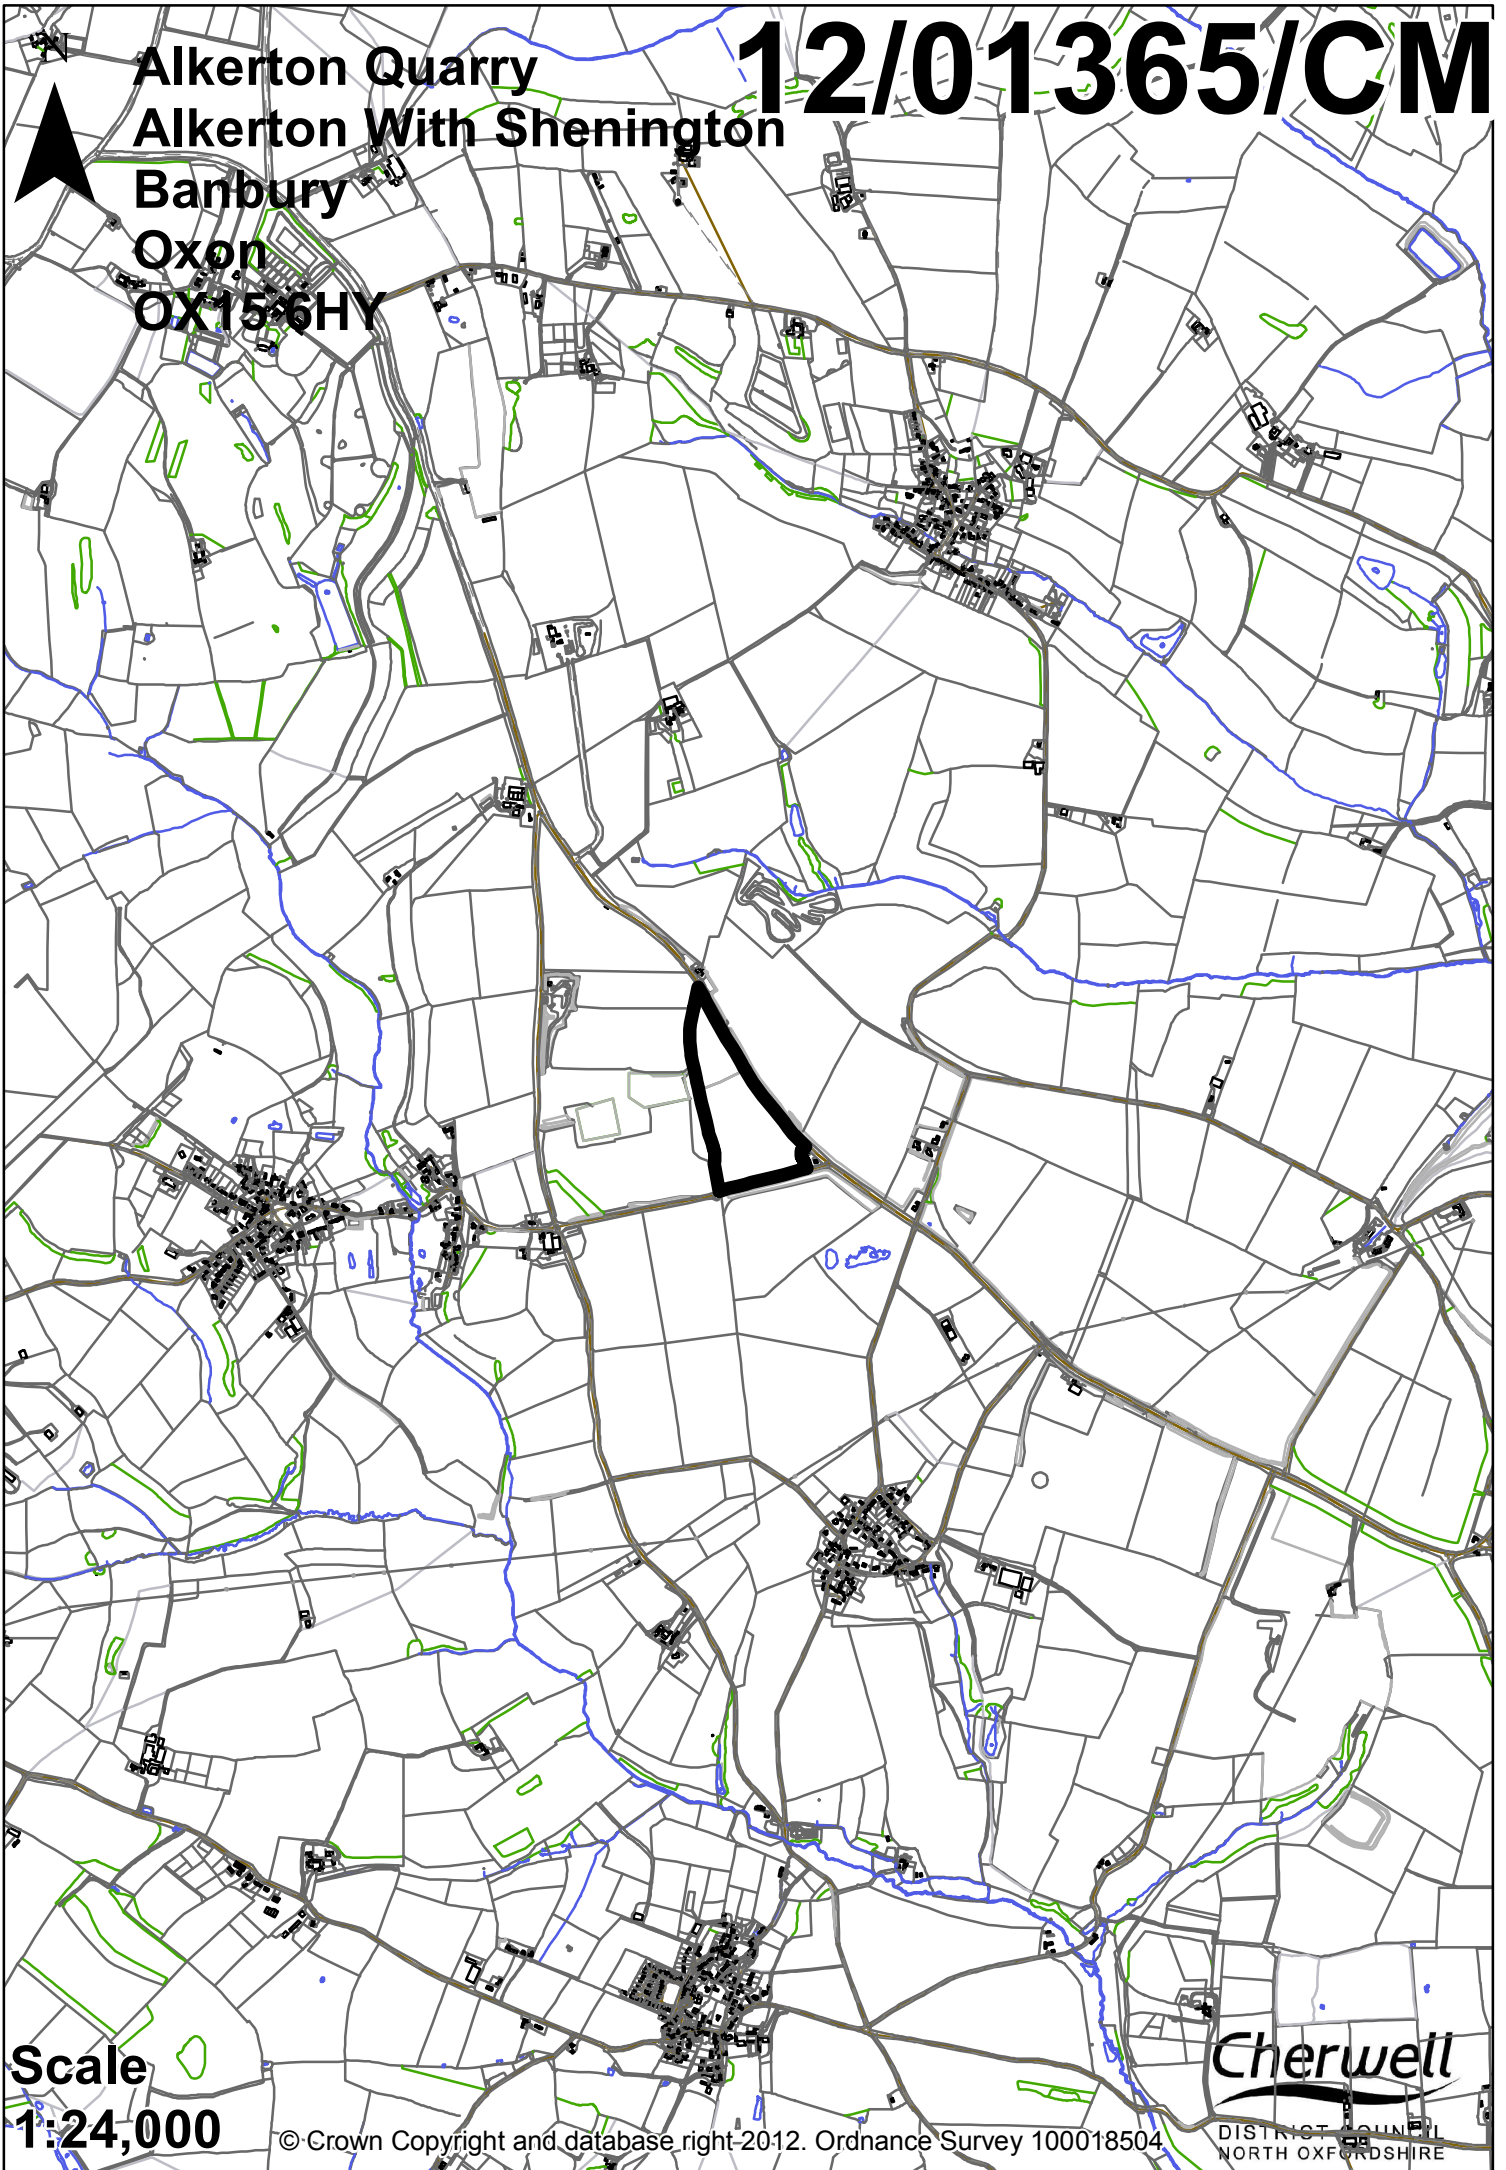 12/01365/CM
N
Alkerton Quarry
Alkerton With Shenington
Banbury
Oxon
OX15 6HY
Scale
1:24,000
© Crown Copyright and database right 2012. Ordnance Survey 100018504
Cherwell
DISTRICT COUNCIL
NORTH OXFORDSHIRE